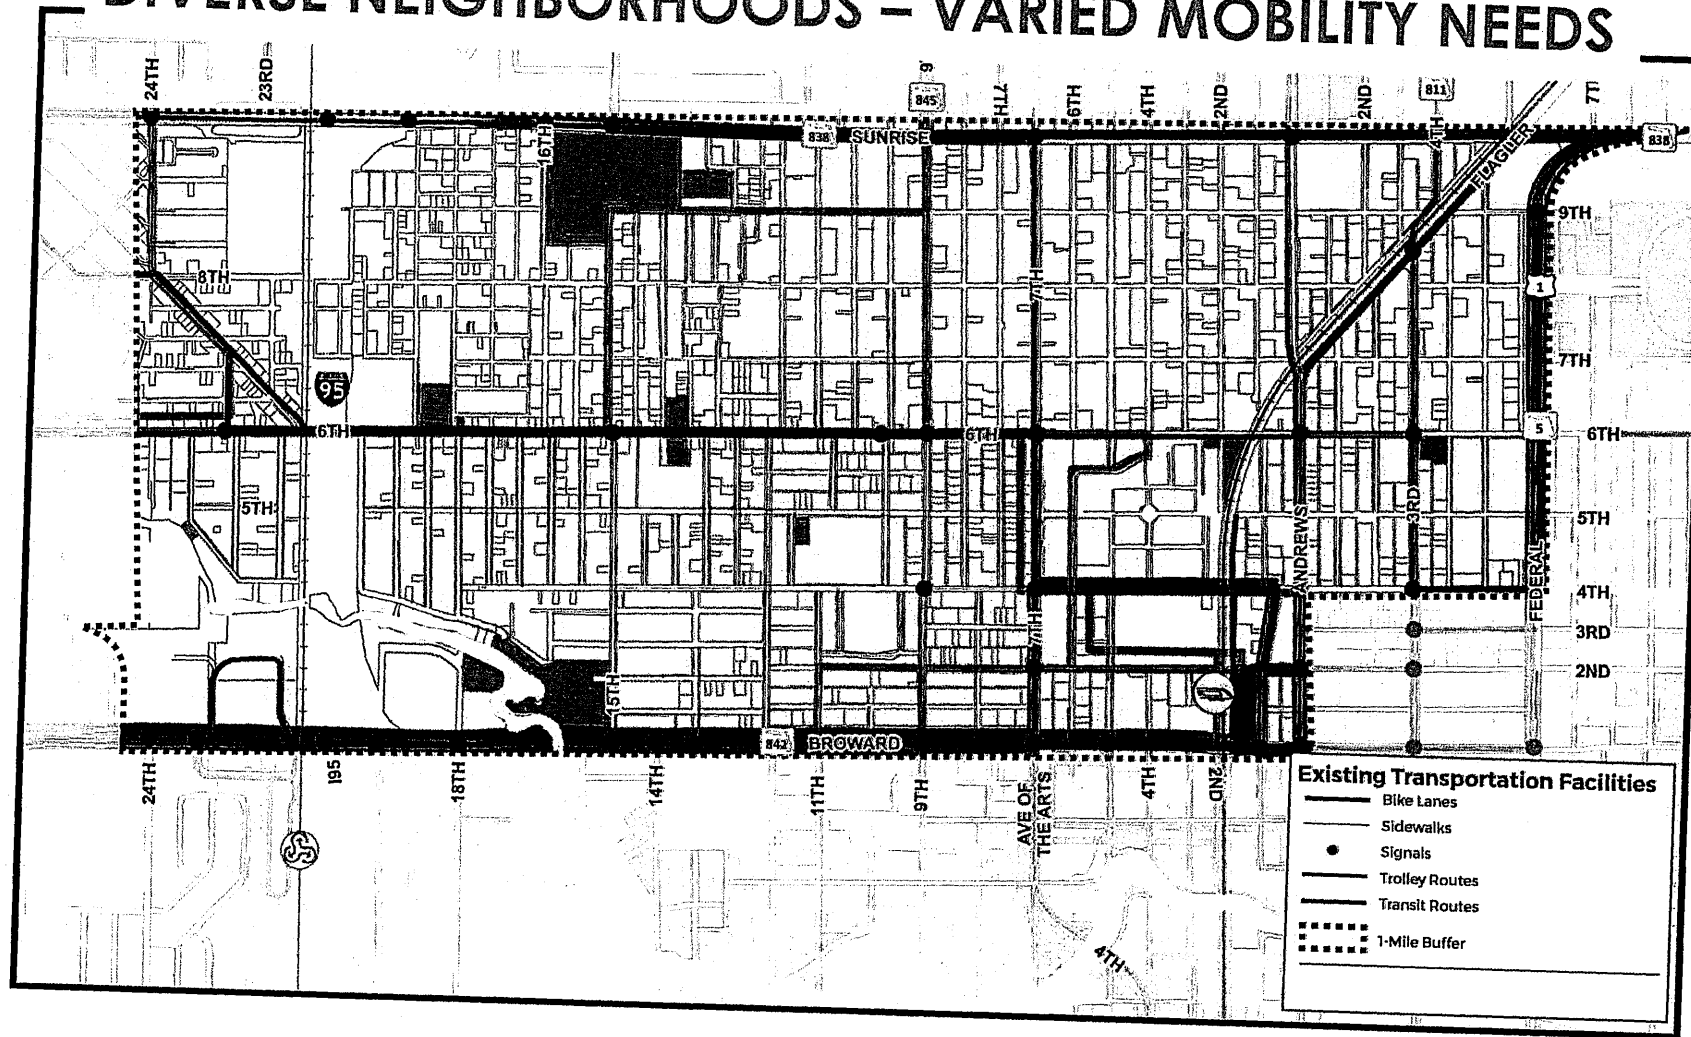 DIVERSE NEIGHBORHOODS – VARIED MOBILITY NEEDS
24TH
23RD
845
7TH
6TH
4TH
2ND
2ND
811
4TH
838
SUNRISE
838
FLAGLER
16TH
9TH
8TH
7TH
1
7TH
95
6TH
6TH
5
6TH
5TH
5TH
ANDREWS
3RD
FEDERAL
4TH
3RD
7TH
2ND
15TH
842
BROWARD
24TH
I95
18TH
14TH
11TH
9TH
AVE OF
THE ARTS
4TH
2ND
4TH
Existing Transportation Facilities
Bike Lanes
Sidewalks
Signals
Trolley Routes
Transit Routes
1-Mile Buffer